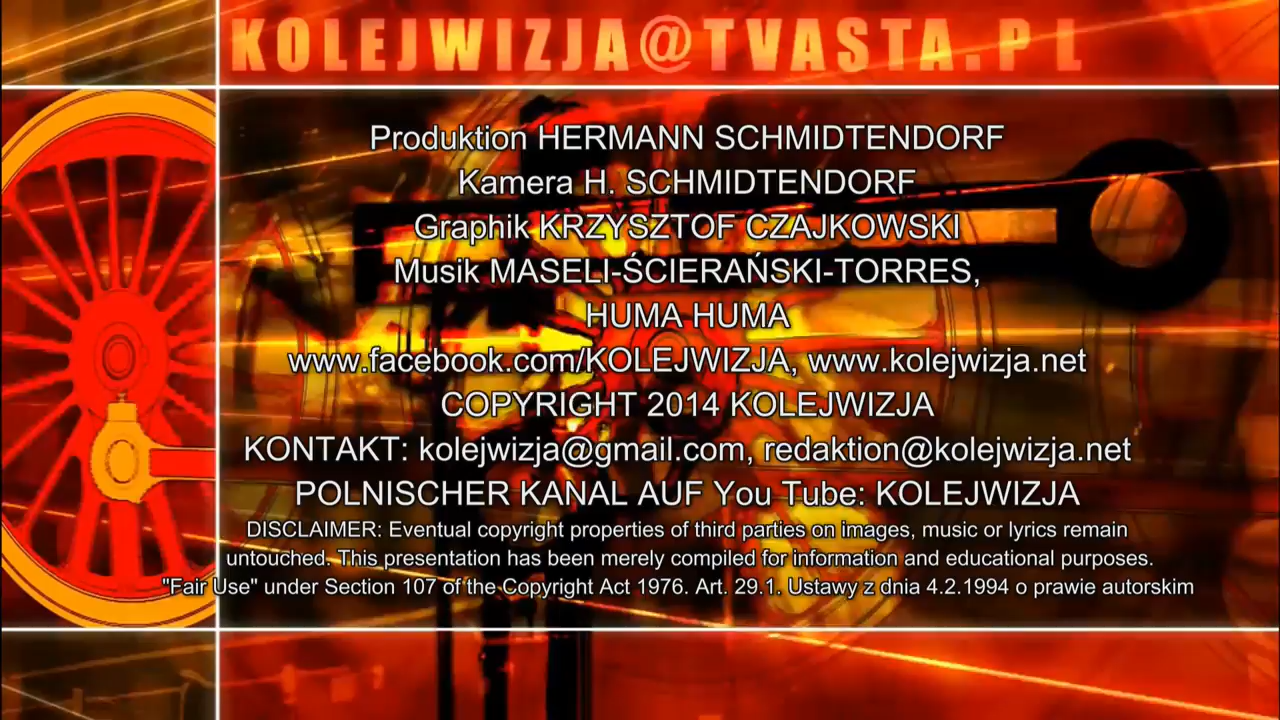 KOLEJWIZJA@TVASTA.PL
Produktion HERMANN SCHMIDTENDORF
Kamera H. SCHMIDTENDORF
Graphik KRZYSZTOF CZAJKOWSKI
Musik MASELI-ŚCIERAŃSKI-TORRES,
HUMA HUMA
www.facebook.com/KOLEJWIZJA, www.kolejwizja.net
COPYRIGHT 2014 KOLEJWIZJA
KONTAKT: kolejwizja@gmail.com, redaktion@kolejwizja.net
POLNISCHER KANAL AUF You Tube: KOLEJWIZJA
DISCLAIMER: Eventual copyright properties of third parties on images, music or lyrics remain
untouched. This presentation has been merely compiled for information and educational purposes.
"Fair Use" under Section 107 of the Copyright Act 1976. Art. 29.1. Ustawy z dnia 4.2.1994 o prawie autorskim